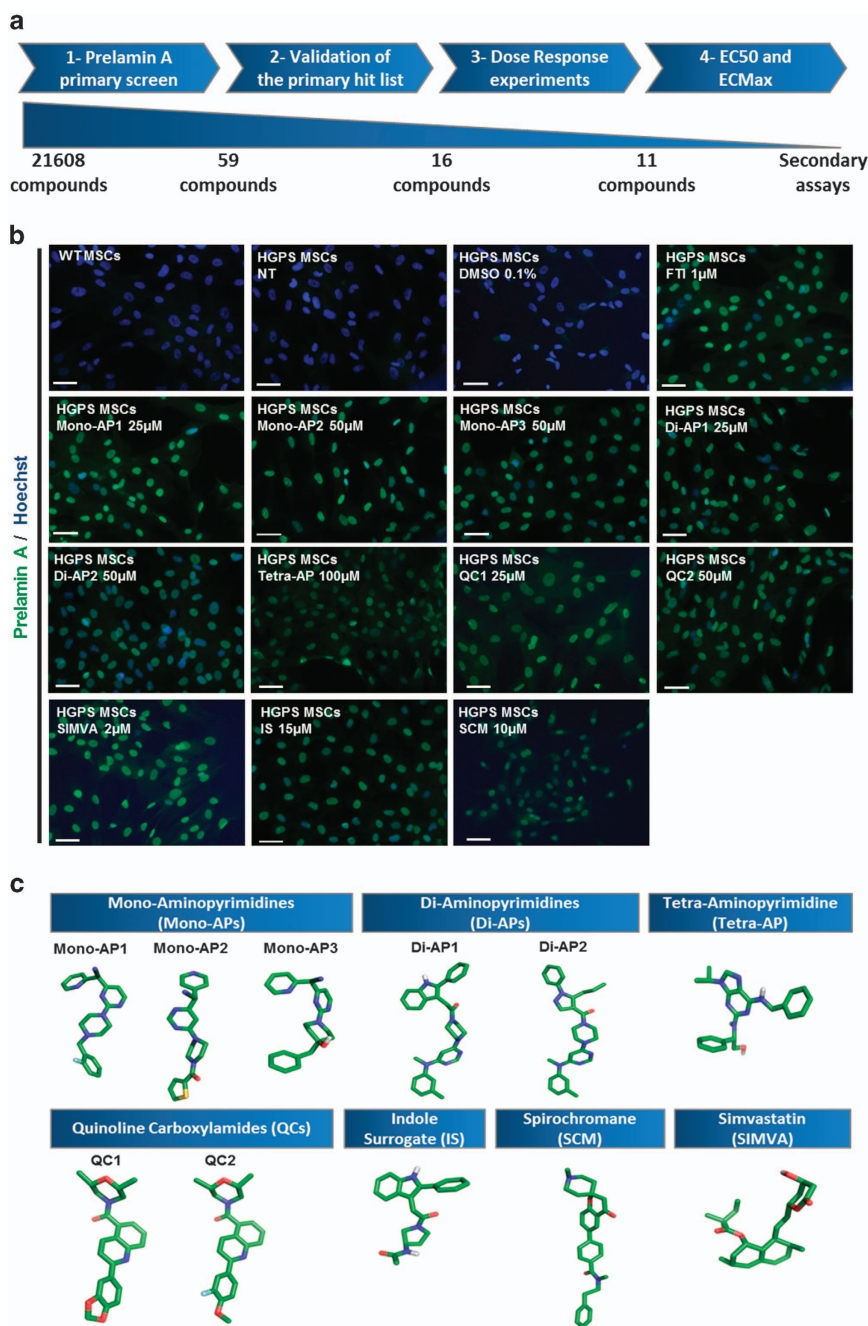 a
1- Prelamin A
primary screen
2- Validation of
the primary hit list
3- Dose Response
experiments
4- EC50 and
ECMax
21608
compounds
59
compounds
16
compounds
11
compounds
Secondary
assays
b
Prelamin A / Hoechst
WT MSCs
HGPS MSCs
NT
HGPS MSCs
DMSO 0.1%
HGPS MSCs
FTI 1µM
HGPS MSCs
Mono-AP1 25µM
HGPS MSCs
Mono-AP2 50µM
HGPS MSCs
Mono-AP3 50µM
HGPS MSCs
Di-AP1 25µM
HGPS MSCs
Di-AP2 50µM
HGPS MSCs
Tetra-AP 100µM
HGPS MSCs
QC1 25µM
HGPS MSCs
QC2 50µM
HGPS MSCs
SIMVA 2µM
HGPS MSCs
IS 15µM
HGPS MSCs
SCM 10µM
c
Mono-Aminopyrimidines
(Mono-APs)
Di-Aminopyrimidines
(Di-APs)
Tetra-Aminopyrimidine
(Tetra-AP)
Mono-AP1
Mono-AP2
Mono-AP3
Di-AP1
Di-AP2
Quinoline Carboxylamides (QCs)
Indole
Surrogate (IS)
Spirochromane
(SCM)
Simvastatin
(SIMVA)
QC1
QC2